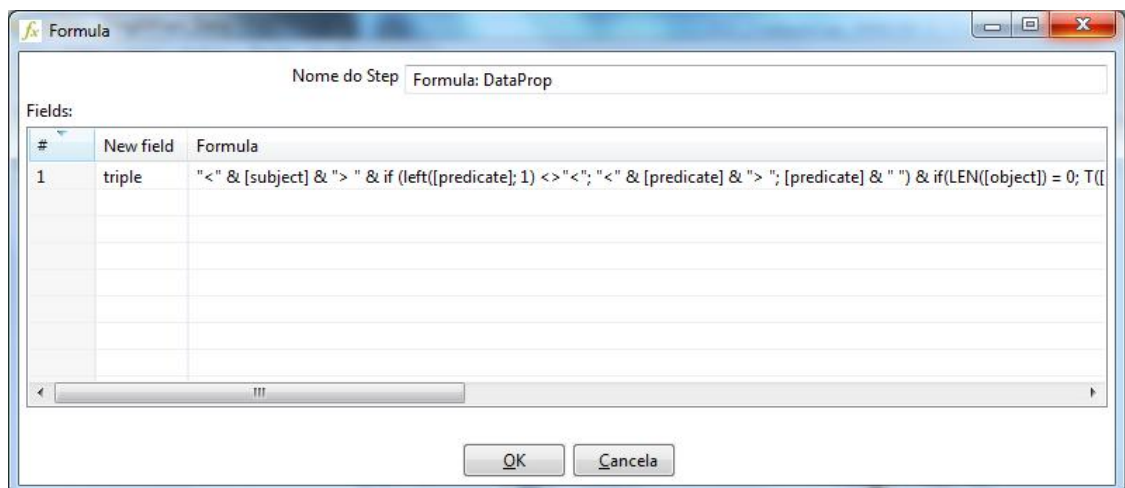 Formula
Nome do Step Formula: DataProp
Fields:
# New field Formula
1 triple "<" & [subject] & "> " & if (left([predicate]; 1) <>"<"; "<" & [predicate] & "> "; [predicate] & " ") & if(LEN([object]) = 0; T([
OK Cancela